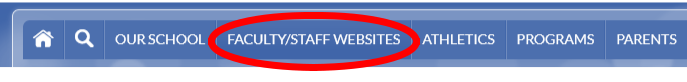 OUR SCHOOL FACULTY/STAFF WEBSITES ATHLETICS PROGRAMS PARENTS